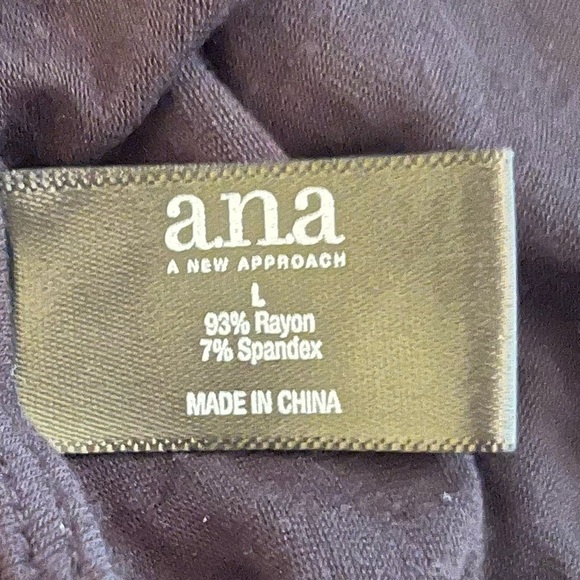 a.n.a
A NEW APPROACH
L
93% Rayon
7% Spandex
MADE IN CHINA